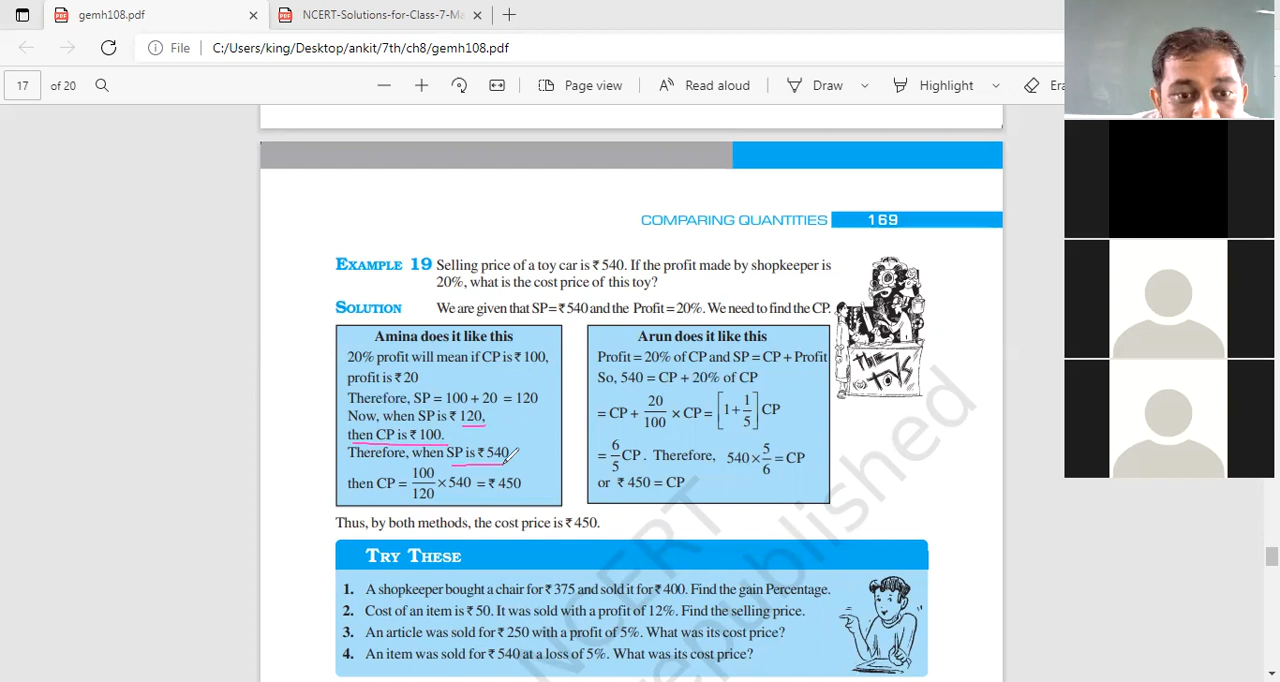 gemh108.pdf
NCERT-Solutions-for-Class-7-Ma
File C:/Users/king/Desktop/ankit/7th/ch8/gemh108.pdf
17 of 20 Page view Read aloud Draw Highlight Era
COMPARING QUANTITIES 169
EXAMPLE 19 Selling price of a toy car is ₹ 540. If the profit made by shopkeeper is
20%, what is the cost price of this toy?
SOLUTION We are given that SP = ₹ 540 and the Profit = 20%. We need to find the CP.
Amina does it like this
20% profit will mean if CP is ₹ 100,
profit is ₹ 20
Therefore, SP = 100 + 20 = 120
Now, when SP is ₹ 120,
then CP is ₹ 100.
Therefore, when SP is ₹ 540
then CP = 100/120 × 540 = ₹ 450
Arun does it like this
Profit = 20% of CP and SP = CP + Profit
So, 540 = CP + 20% of CP
= CP + 20/100 × CP = [1 + 1/5] CP
= 6/5 CP. Therefore, 540 × 5/6 = CP
or ₹ 450 = CP
The Toys
Thus, by both methods, the cost price is ₹ 450.
TRY THESE
1. A shopkeeper bought a chair for ₹ 375 and sold it for ₹ 400. Find the gain Percentage.
2. Cost of an item is ₹ 50. It was sold with a profit of 12%. Find the selling price.
3. An article was sold for ₹ 250 with a profit of 5%. What was its cost price?
4. An item was sold for ₹ 540 at a loss of 5%. What was its cost price?
NCERT
republished